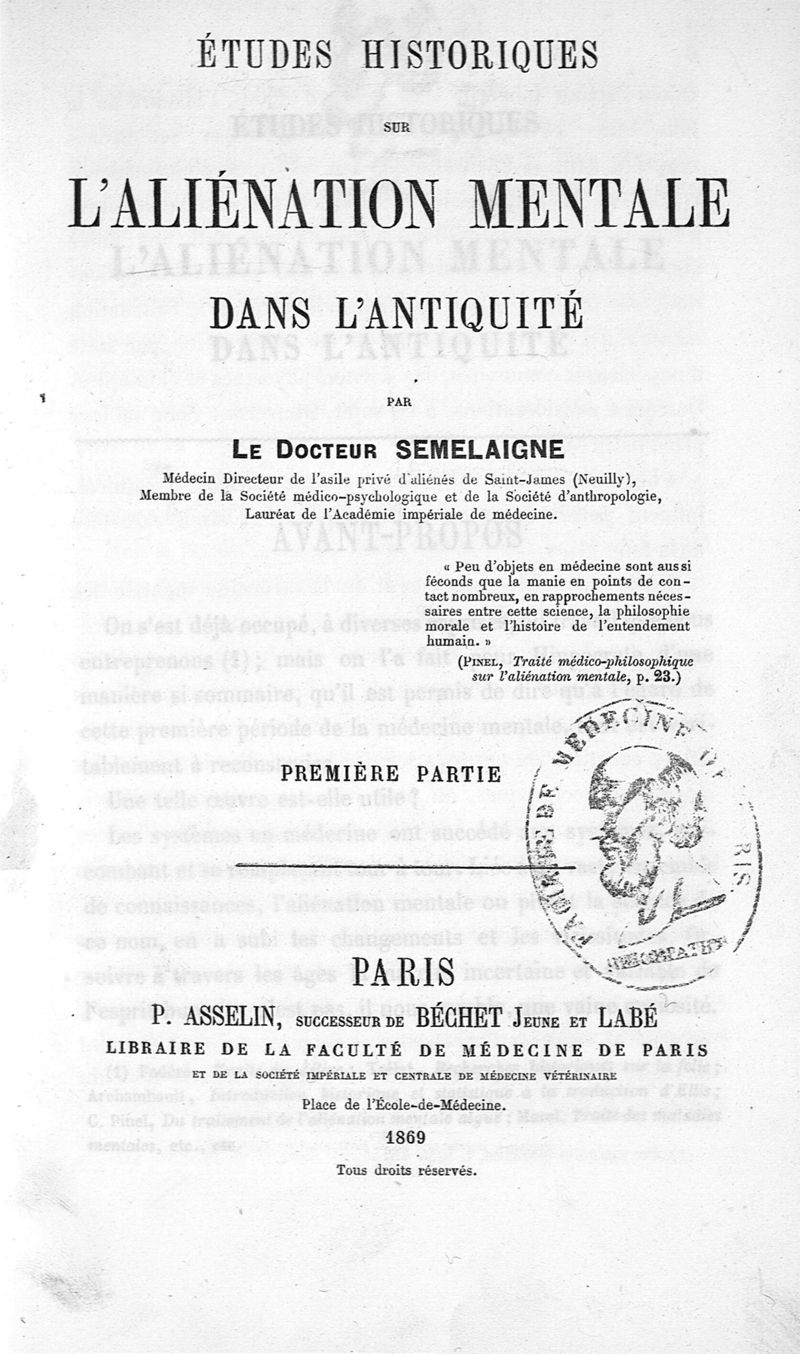 ÉTUDES HISTORIQUES
SUR
L'ALIÉNATION MENTALE
DANS L'ANTIQUITÉ
PAR
LE DOCTEUR SEMELAIGNE
Médecin Directeur de l'asile privé d'aliénés de Saint-James (Neuilly),
Membre de la Société médico-psychologique et de la Société d'anthropologie,
Lauréat de l'Académie impériale de médecine.
« Peu d'objets en médecine sont aussi
féconds que la manie en points de con-
tact nombreux, en rapprochements néces-
saires entre cette science, la philosophie
morale et l'histoire de l'entendement
humain. »
(PINEL, Traité médico-philosophique
sur l'aliénation mentale, p. 23.)
PREMIÈRE PARTIE
FACULTÉ DE MÉDECINE DE RIS
PARIS
P. ASSELIN, SUCCESSEUR DE BÉCHET JEUNE ET LABÉ
LIBRAIRE DE LA FACULTÉ DE MÉDECINE DE PARIS
ET DE LA SOCIÉTÉ IMPÉRIALE ET CENTRALE DE MÉDECINE VÉTÉRINAIRE
Place de l'École-de-Médecine.
1869
Tous droits réservés.